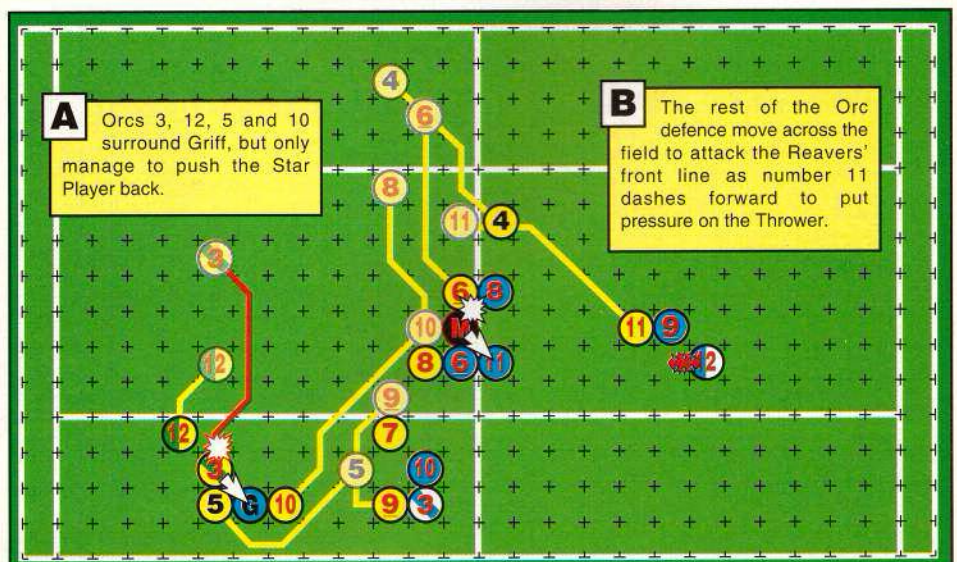 A Orcs 3, 12, 5 and 10
surround Griff, but only
manage to push the Star
Player back.
B The rest of the Orc
defence move across the
field to attack the Reavers'
front line as number 11
dashes forward to put
pressure on the Thrower.
4
6
8
11 4
3
6 8
10 M 11 9
12 8 6 11 12
9
12 7
3 5 10
5 G 10 9 3